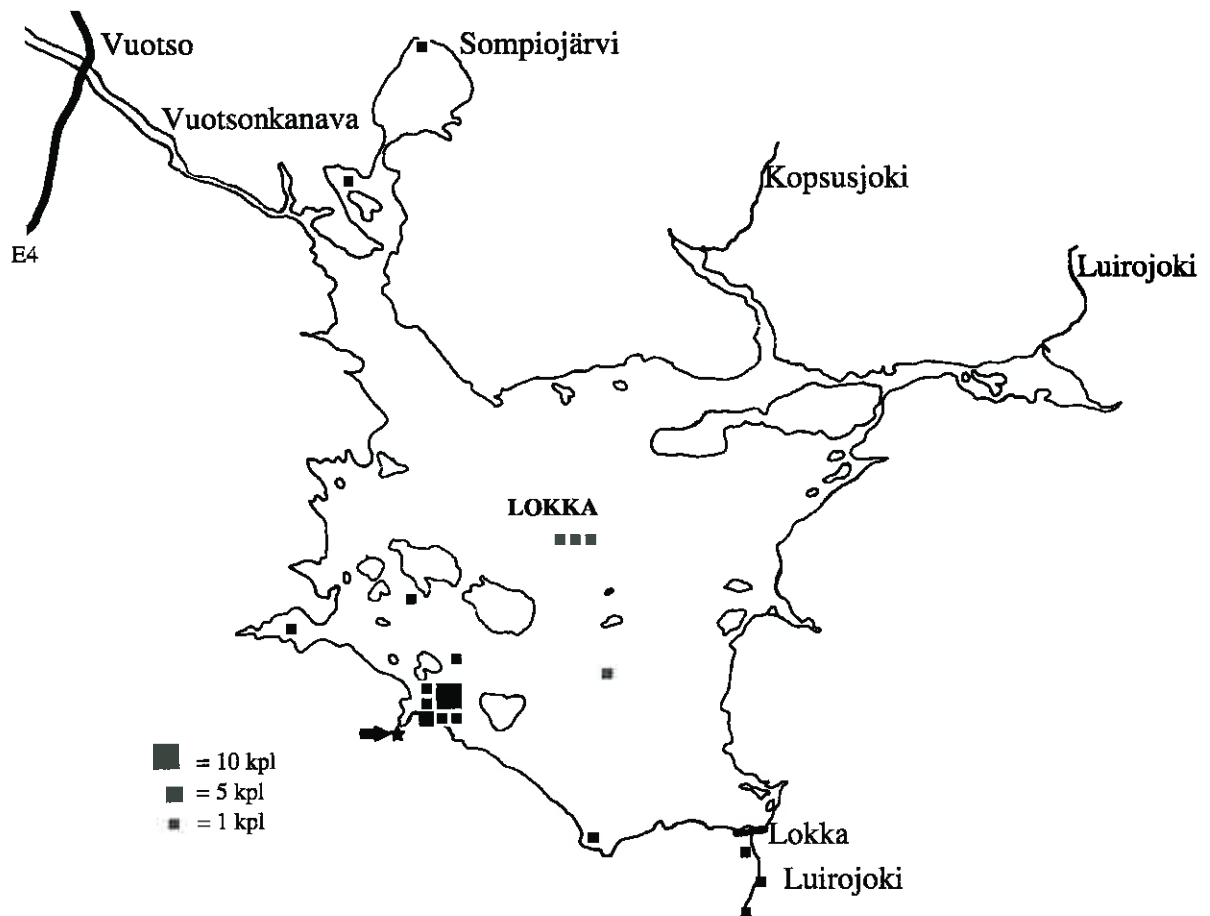 Vuotso
Sompiojärvi
Vuotsonkanava
Kopsusjoki
E4
Luirojoki
LOKKA
= 10 kpl
= 5 kpl
= 1 kpl
Lokka
Luirojoki